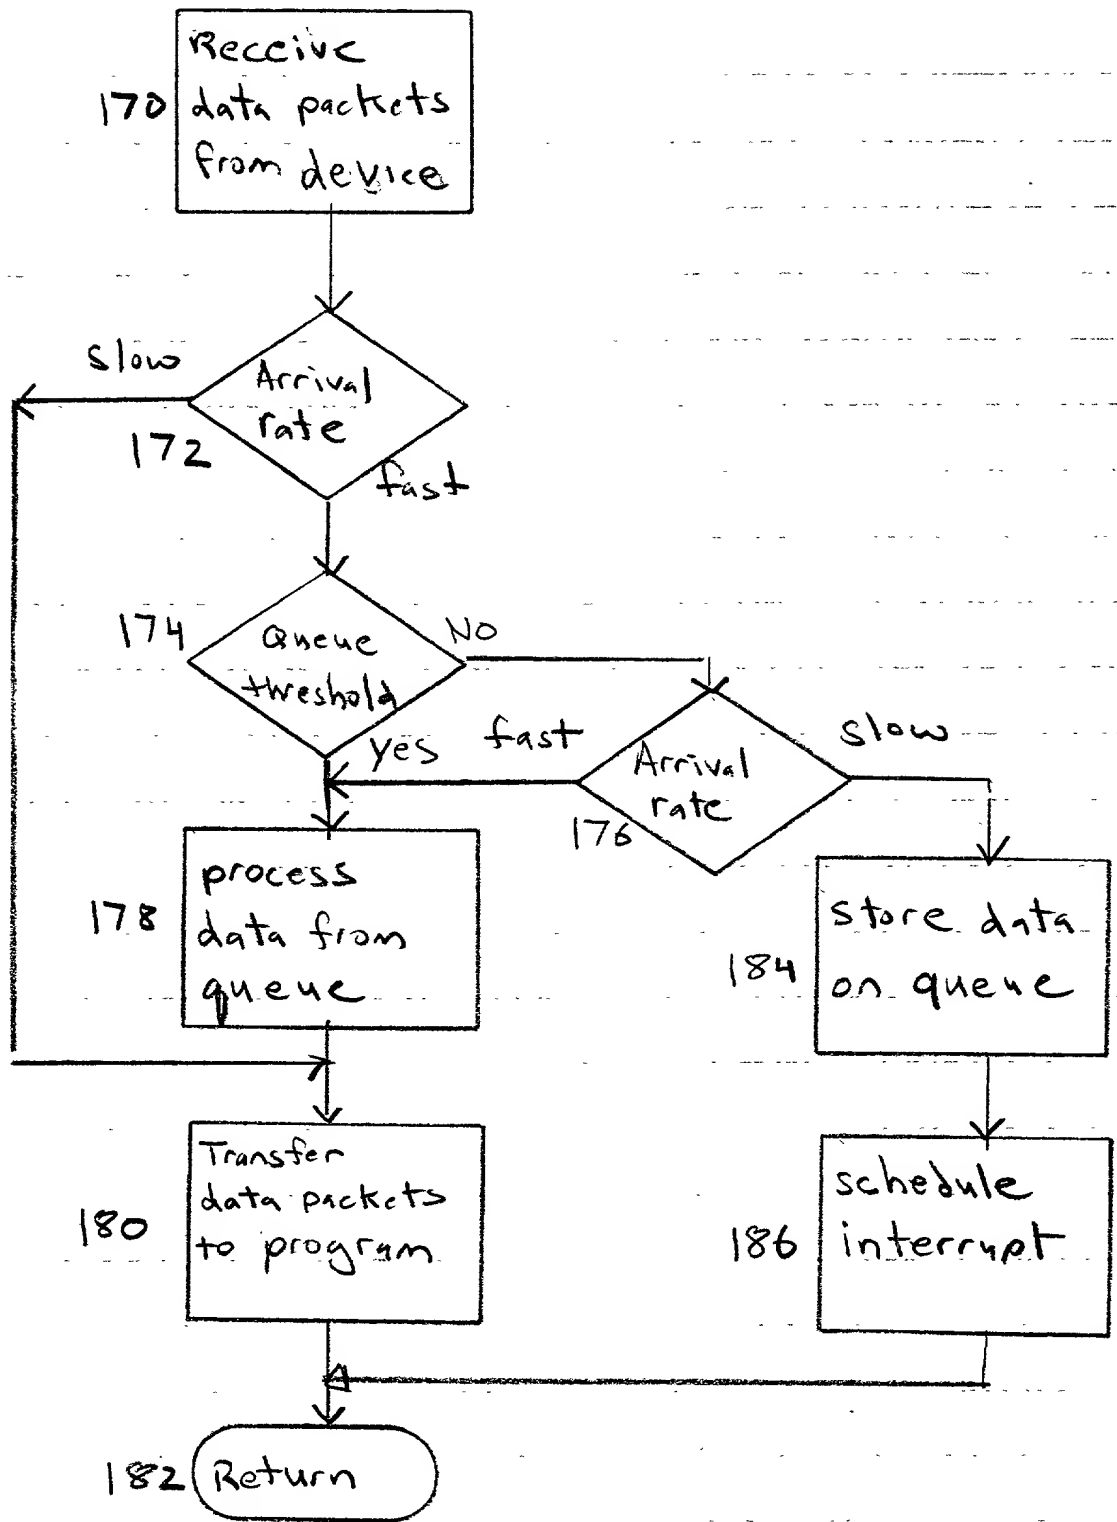 Receive
170 data packets
from device
slow
Arrival
rate
172
fast
174
Queue
threshold
No
Yes
fast
slow
Arrival
rate
176
process
178 data from
queue
store data
184 on queue
Transfer
data packets
180 to program
schedule
186 interrupt
182 Return